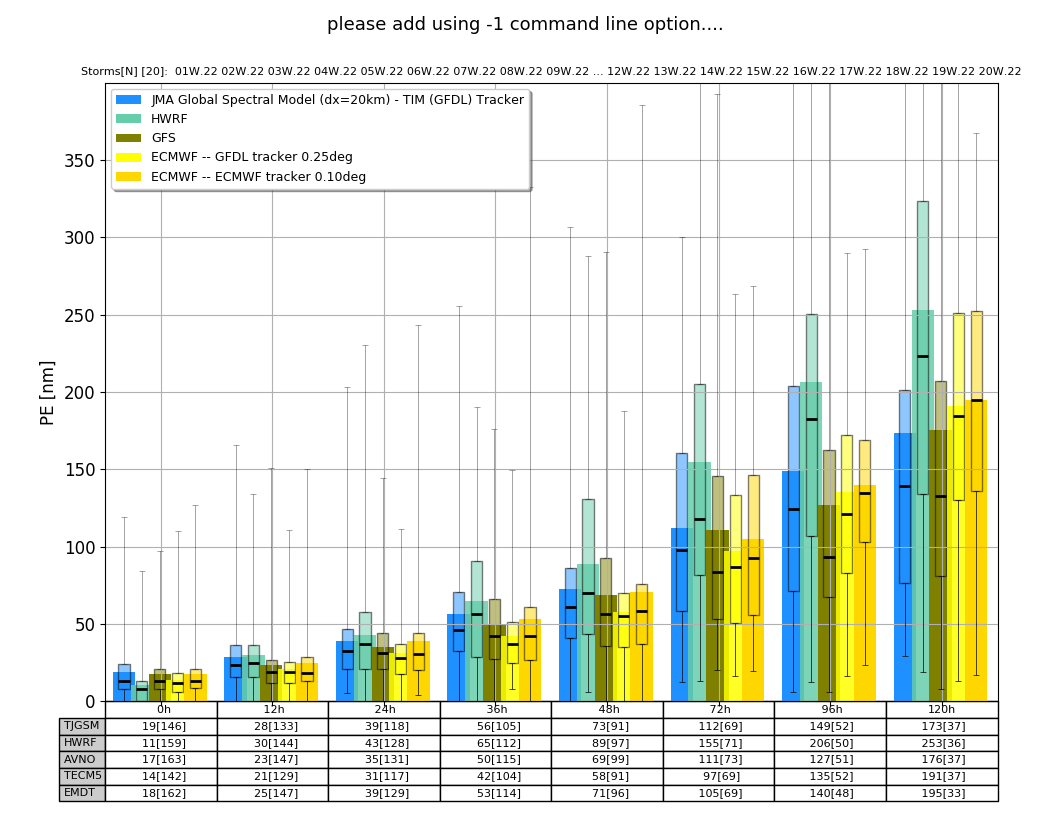 please add using -1 command line option....
Storms[N] [20]: 01W.22 02W.22 03W.22 04W.22 05W.22 06W.22 07W.22 08W.22 09W.22 ... 12W.22 13W.22 14W.22 15W.22 16W.22 17W.22 18W.22 19W.22 20W.22
JMA Global Spectral Model (dx=20km) - TIM (GFDL) Tracker
HWRF
GFS
ECMWF -- GFDL tracker 0.25deg
ECMWF -- ECMWF tracker 0.10deg
PE [nm]
350
300
250
200
150
100
50
0
0h 12h 24h 36h 48h 72h 96h 120h
TJGSM 19[146] 28[133] 39[118] 56[105] 73[91] 112[69] 149[52] 173[37]
HWRF 11[159] 30[144] 43[128] 65[112] 89[97] 155[71] 206[50] 253[36]
AVNO 17[163] 23[147] 35[131] 50[115] 69[99] 111[73] 127[51] 176[37]
TECM5 14[142] 21[129] 31[117] 42[104] 58[91] 97[69] 135[52] 191[37]
EMDT 18[162] 25[147] 39[129] 53[114] 71[96] 105[69] 140[48] 195[33]